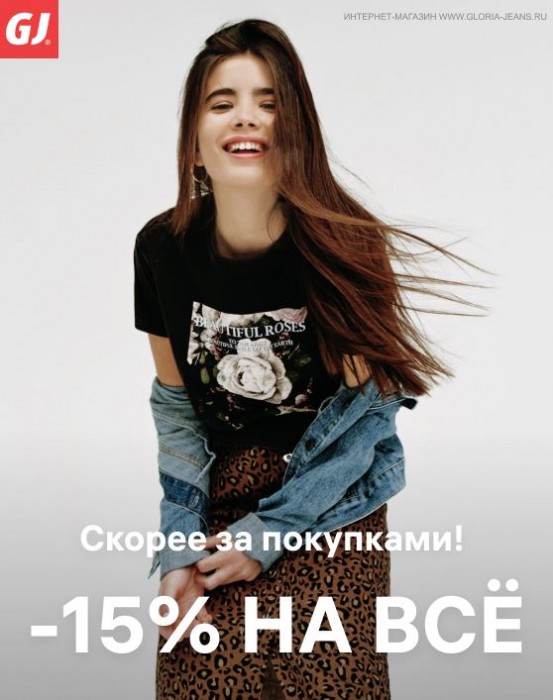 GJ®
ИНТЕРНЕТ-МАГАЗИН WWW.GLORIA-JEANS.RU
BEAUTIFUL ROSES
Скорее за покупками!
-15% НА ВСЁ